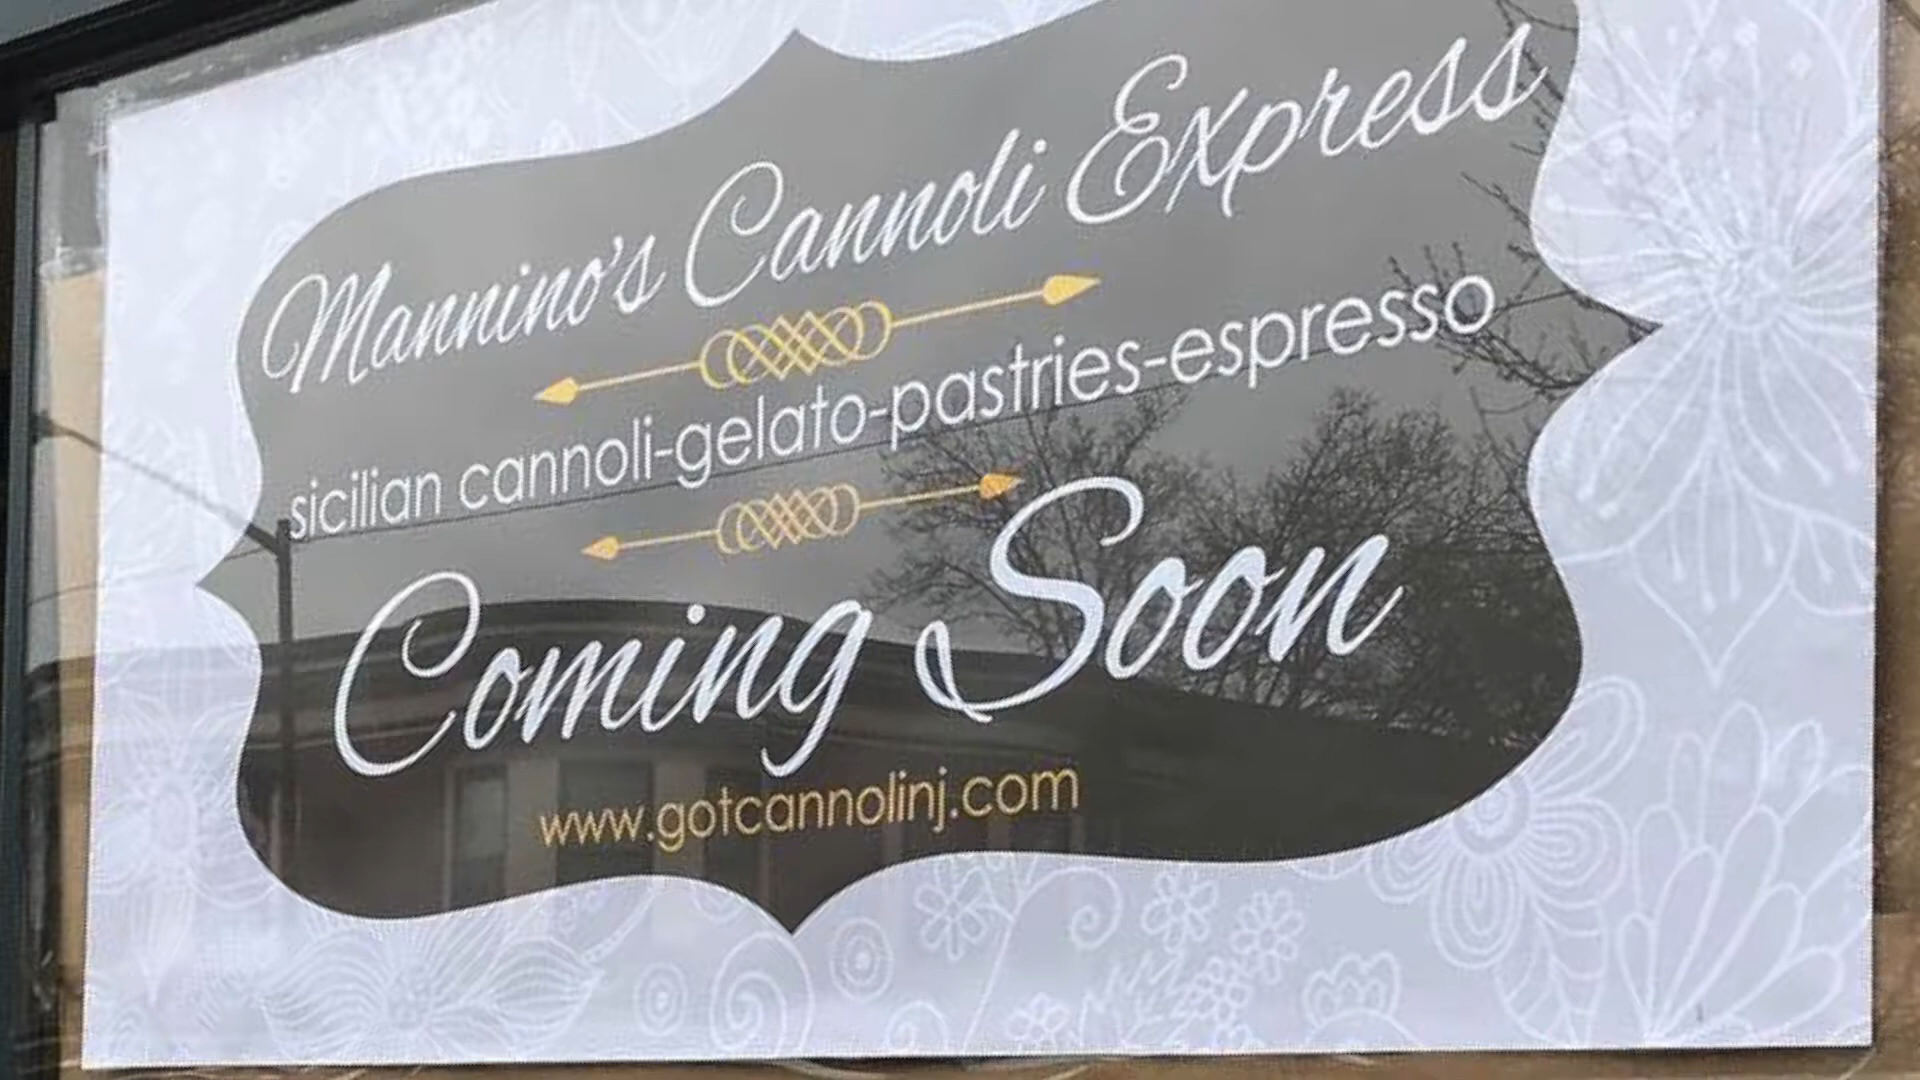 Mannino's Cannoli Express
sicilian cannoli-gelato-pastries-espresso
Coming Soon
www.gotcannolinj.com